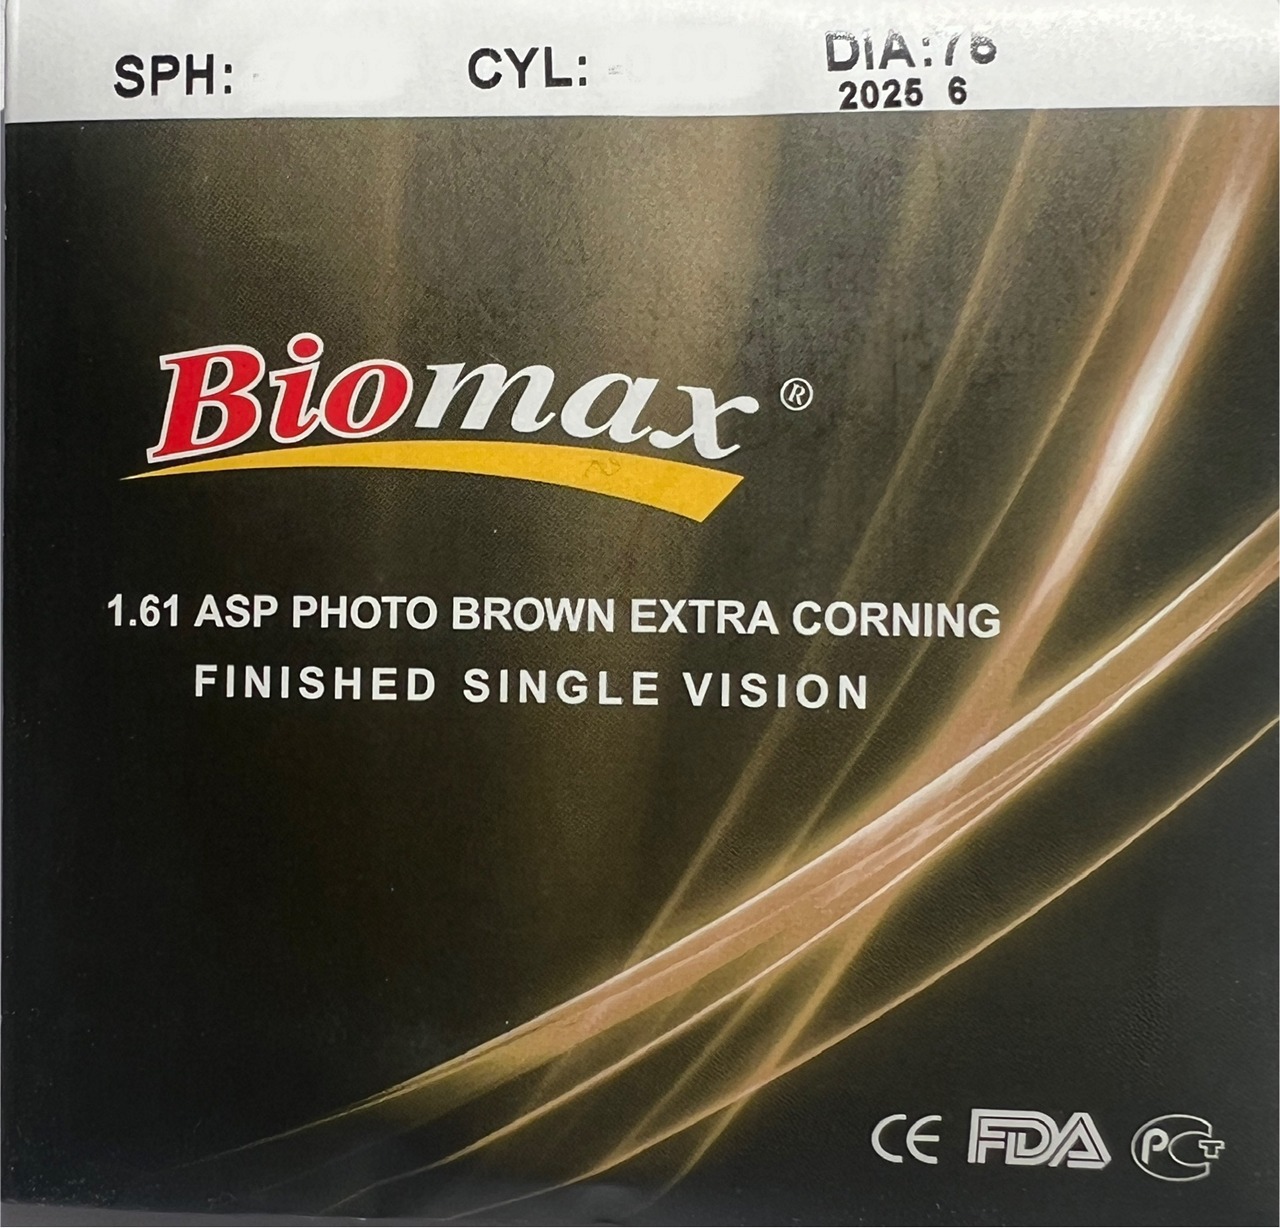 SPH:
CYL:
DIA:76
2025 6
Biomax ®
1.61 ASP PHOTO BROWN EXTRA CORNING
FINISHED SINGLE VISION
CE FDA PCT